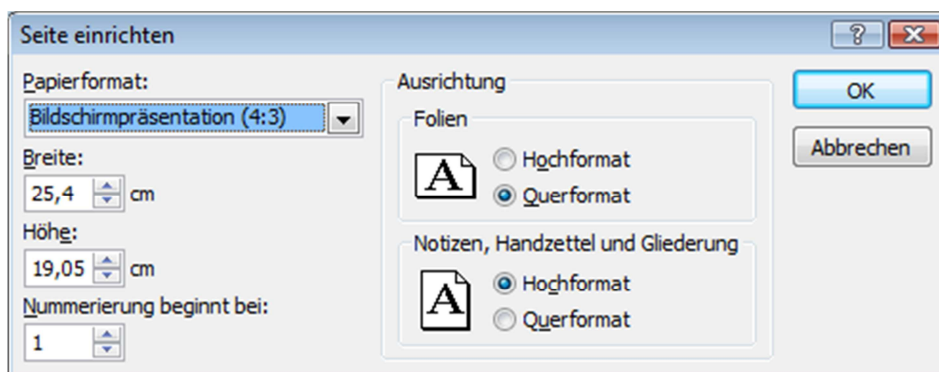 Seite einrichten
Papierformat:
Bildschirmpräsentation (4:3)
Breite:
25,4 cm
Höhe:
19,05 cm
Nummerierung beginnt bei:
1
Ausrichtung
Folien
A
Hochformat
Querformat
Notizen, Handzettel und Gliederung
A
Hochformat
Querformat
OK
Abbrechen